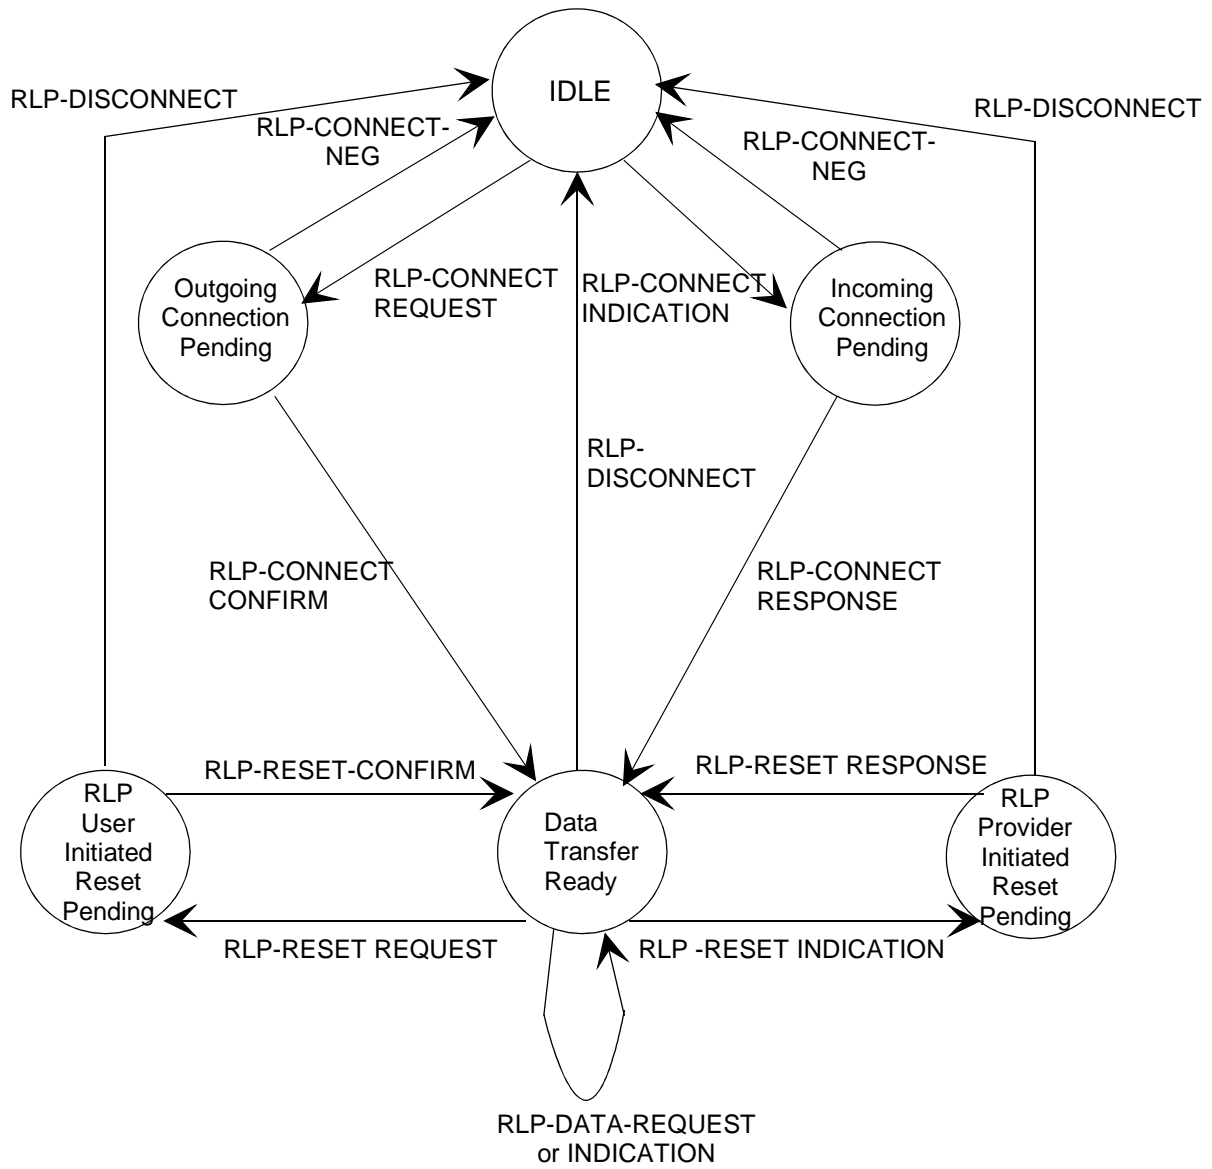 IDLE
RLP-DISCONNECT
RLP-DISCONNECT
RLP-CONNECT-
NEG
RLP-CONNECT-
NEG
Outgoing
Connection
Pending
RLP-CONNECT
REQUEST
RLP-CONNECT
INDICATION
Incoming
Connection
Pending
RLP-
DISCONNECT
RLP-CONNECT
CONFIRM
RLP-CONNECT
RESPONSE
RLP-RESET-CONFIRM
RLP-RESET RESPONSE
RLP
User
Initiated
Reset
Pending
Data
Transfer
Ready
RLP
Provider
Initiated
Reset
Pending
RLP-RESET REQUEST
RLP -RESET INDICATION
RLP-DATA-REQUEST
or INDICATION